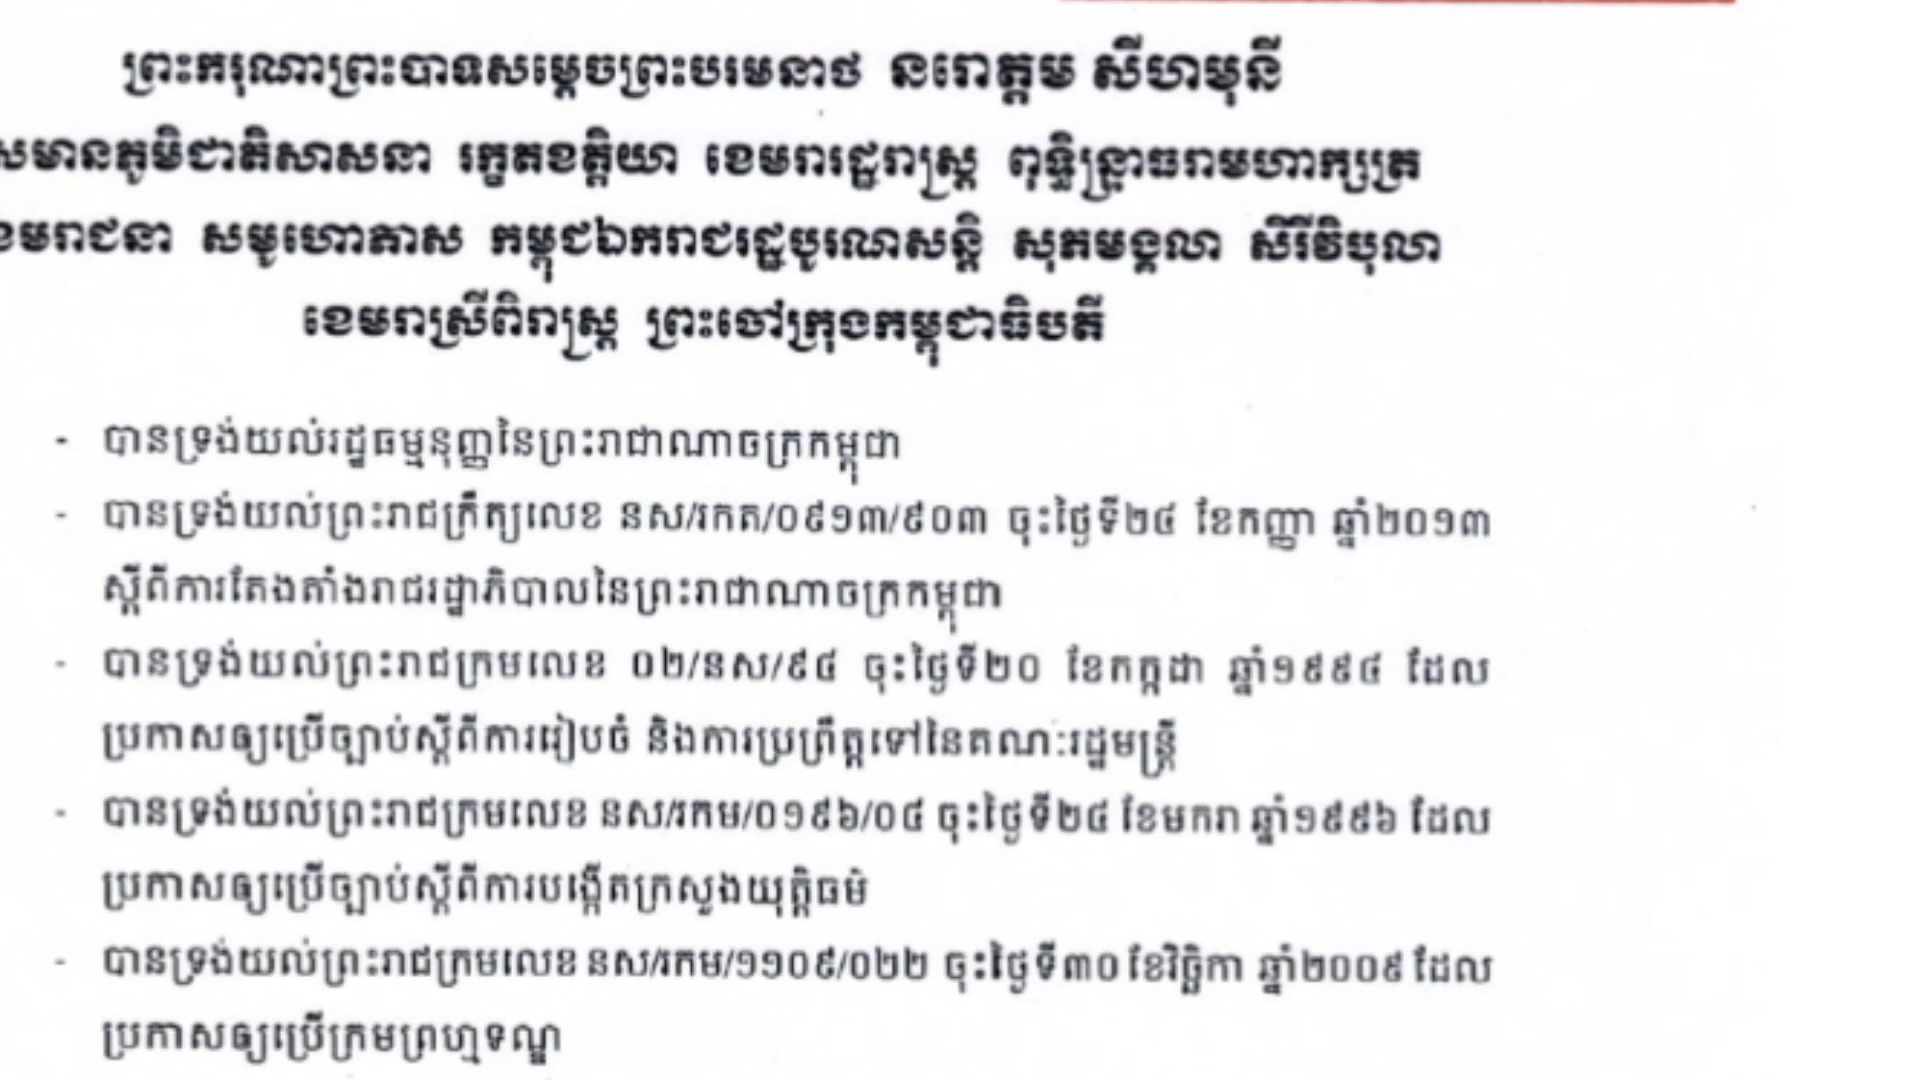 ព្រះករុណាព្រះបាទសម្តេចព្រះបរមនាថ នរោត្តម សីហមុនី
សមានភូមិជាតិសាសនា រក្ខតខត្តិយា ខេមរារដ្ឋរាស្ត្រ ពុទ្ធិន្ទ្រាធរាមហាក្សត្រ
ខេមរាជនា សមូហោភាស កម្ពុជឯករាជរដ្ឋបូរណសន្តិ សុភមង្គលា សិរីវិបុលា
ខេមរាស្រីពិរាស្ត្រ ព្រះចៅក្រុងកម្ពុជាធិបតី
- បានទ្រង់យល់រដ្ឋធម្មនុញ្ញនៃព្រះរាជាណាចក្រកម្ពុជា
- បានទ្រង់យល់ព្រះរាជក្រឹត្យលេខ នស/រកត/០៩១៣/៩០៣ ចុះថ្ងៃទី២៤ ខែកញ្ញា ឆ្នាំ២០១៣
ស្តីពីការតែងតាំងរាជរដ្ឋាភិបាលនៃព្រះរាជាណាចក្រកម្ពុជា
- បានទ្រង់យល់ព្រះរាជក្រមលេខ ០២/នស/៩៤ ចុះថ្ងៃទី២០ ខែកក្កដា ឆ្នាំ១៩៩៤ ដែល
ប្រកាសឲ្យប្រើច្បាប់ស្តីពីការរៀបចំ និងការប្រព្រឹត្តទៅនៃគណៈរដ្ឋមន្ត្រី
- បានទ្រង់យល់ព្រះរាជក្រមលេខ នស/រកម/០១៩៦/០៤ ចុះថ្ងៃទី២៤ ខែមករា ឆ្នាំ១៩៩៦ ដែល
ប្រកាសឲ្យប្រើច្បាប់ស្តីពីការបង្កើតក្រសួងយុត្តិធម៌
- បានទ្រង់យល់ព្រះរាជក្រមលេខ នស/រកម/១១០៩/០២២ ចុះថ្ងៃទី៣០ ខែវិច្ឆិកា ឆ្នាំ២០០៩ ដែល
ប្រកាសឲ្យប្រើក្រមព្រហ្មទណ្ឌ